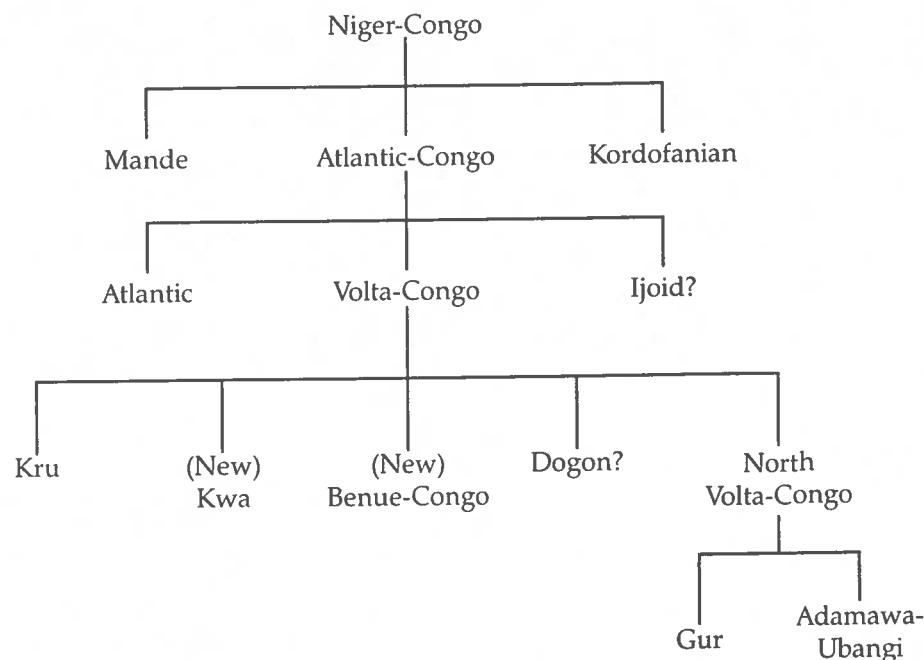 Niger-Congo
Mande
Atlantic-Congo
Kordofanian
Atlantic
Volta-Congo
Ijoid?
Kru
(New)
Kwa
(New)
Benue-Congo
Dogon?
North
Volta-Congo
Gur
Adamawa-
Ubangi